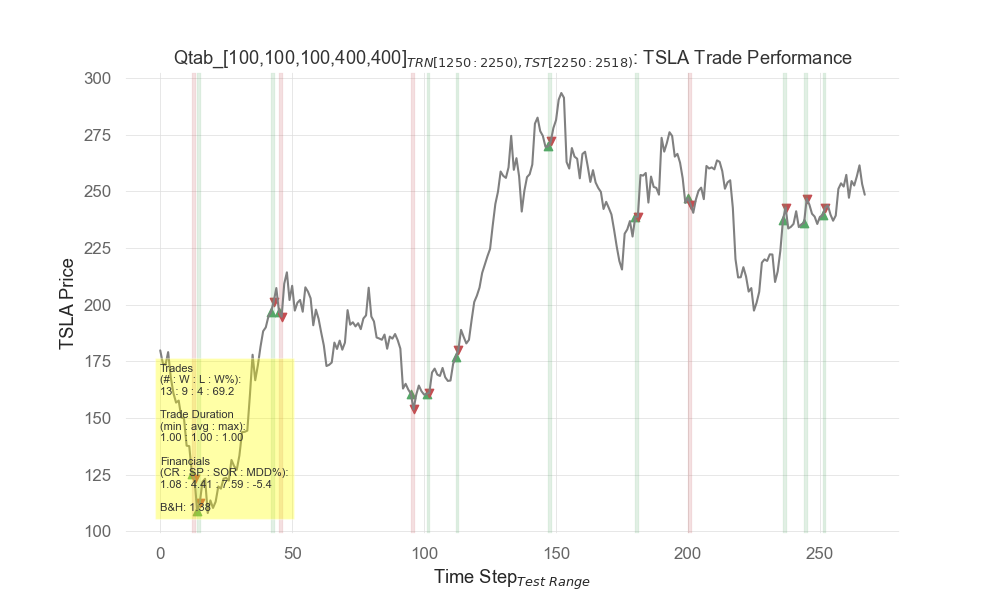 Qtab_[100,100,100,400,400]TRN[1250:2250),TST[2250:2518): TSLA Trade Performance
300
275
250
225
200
175
150
125
100
TSLA Price
Trades
(# : W : L : W%):
13 : 9 : 4 : 69.2
Trade Duration
(min : avg : max):
1.00 : 1.00 : 1.00
Financials
(CR : SP : SOR : MDD%):
1.08 : 4.41 : 7.59 : -5.4
B&H: 1.38
0 50 100 150 200 250
Time StepTest Range